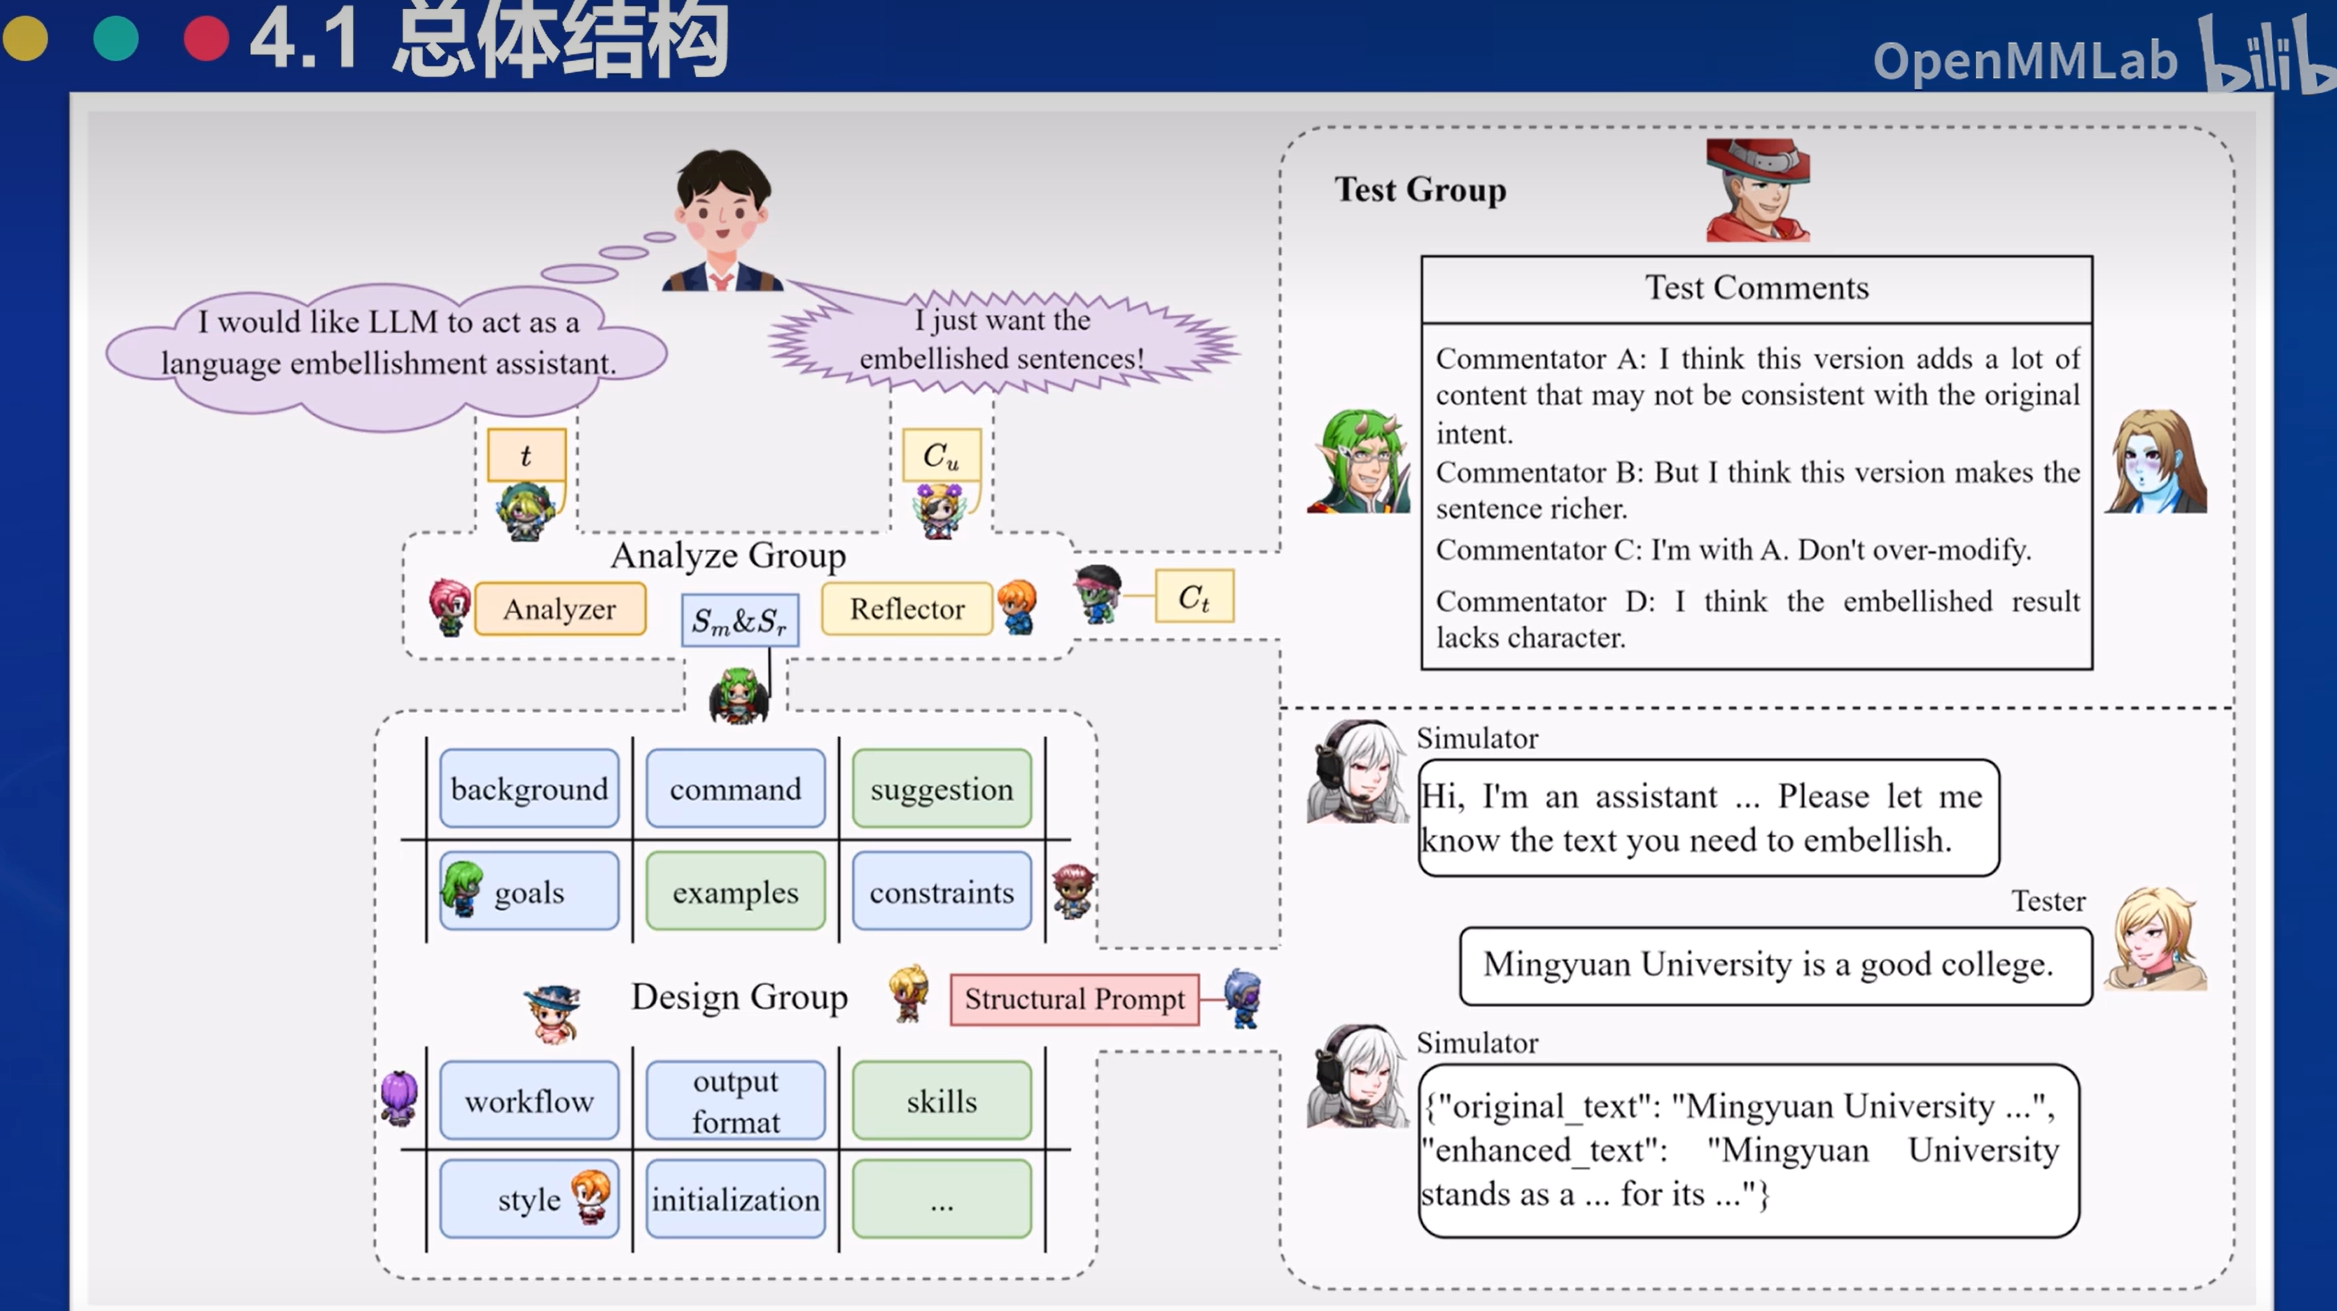 4.1 总体结构
OpenMMLab bilib
I would like LLM to act as a
language embellishment assistant.
I just want the
embellished sentences!
t
Cᵤ
Analyze Group
Analyzer
Sₘ&Sᵣ
Reflector
Cₜ
background
command
suggestion
goals
examples
constraints
Design Group
Structural Prompt
workflow
output
format
skills
style
initialization
...
Test Group
Test Comments
Commentator A: I think this version adds a lot of
content that may not be consistent with the original
intent.
Commentator B: But I think this version makes the
sentence richer.
Commentator C: I'm with A. Don't over-modify.
Commentator D: I think the embellished result
lacks character.
Simulator
Hi, I'm an assistant ... Please let me
know the text you need to embellish.
Tester
Mingyuan University is a good college.
Simulator
{"original_text": "Mingyuan University ...",
"enhanced_text": "Mingyuan University
stands as a ... for its ..."}